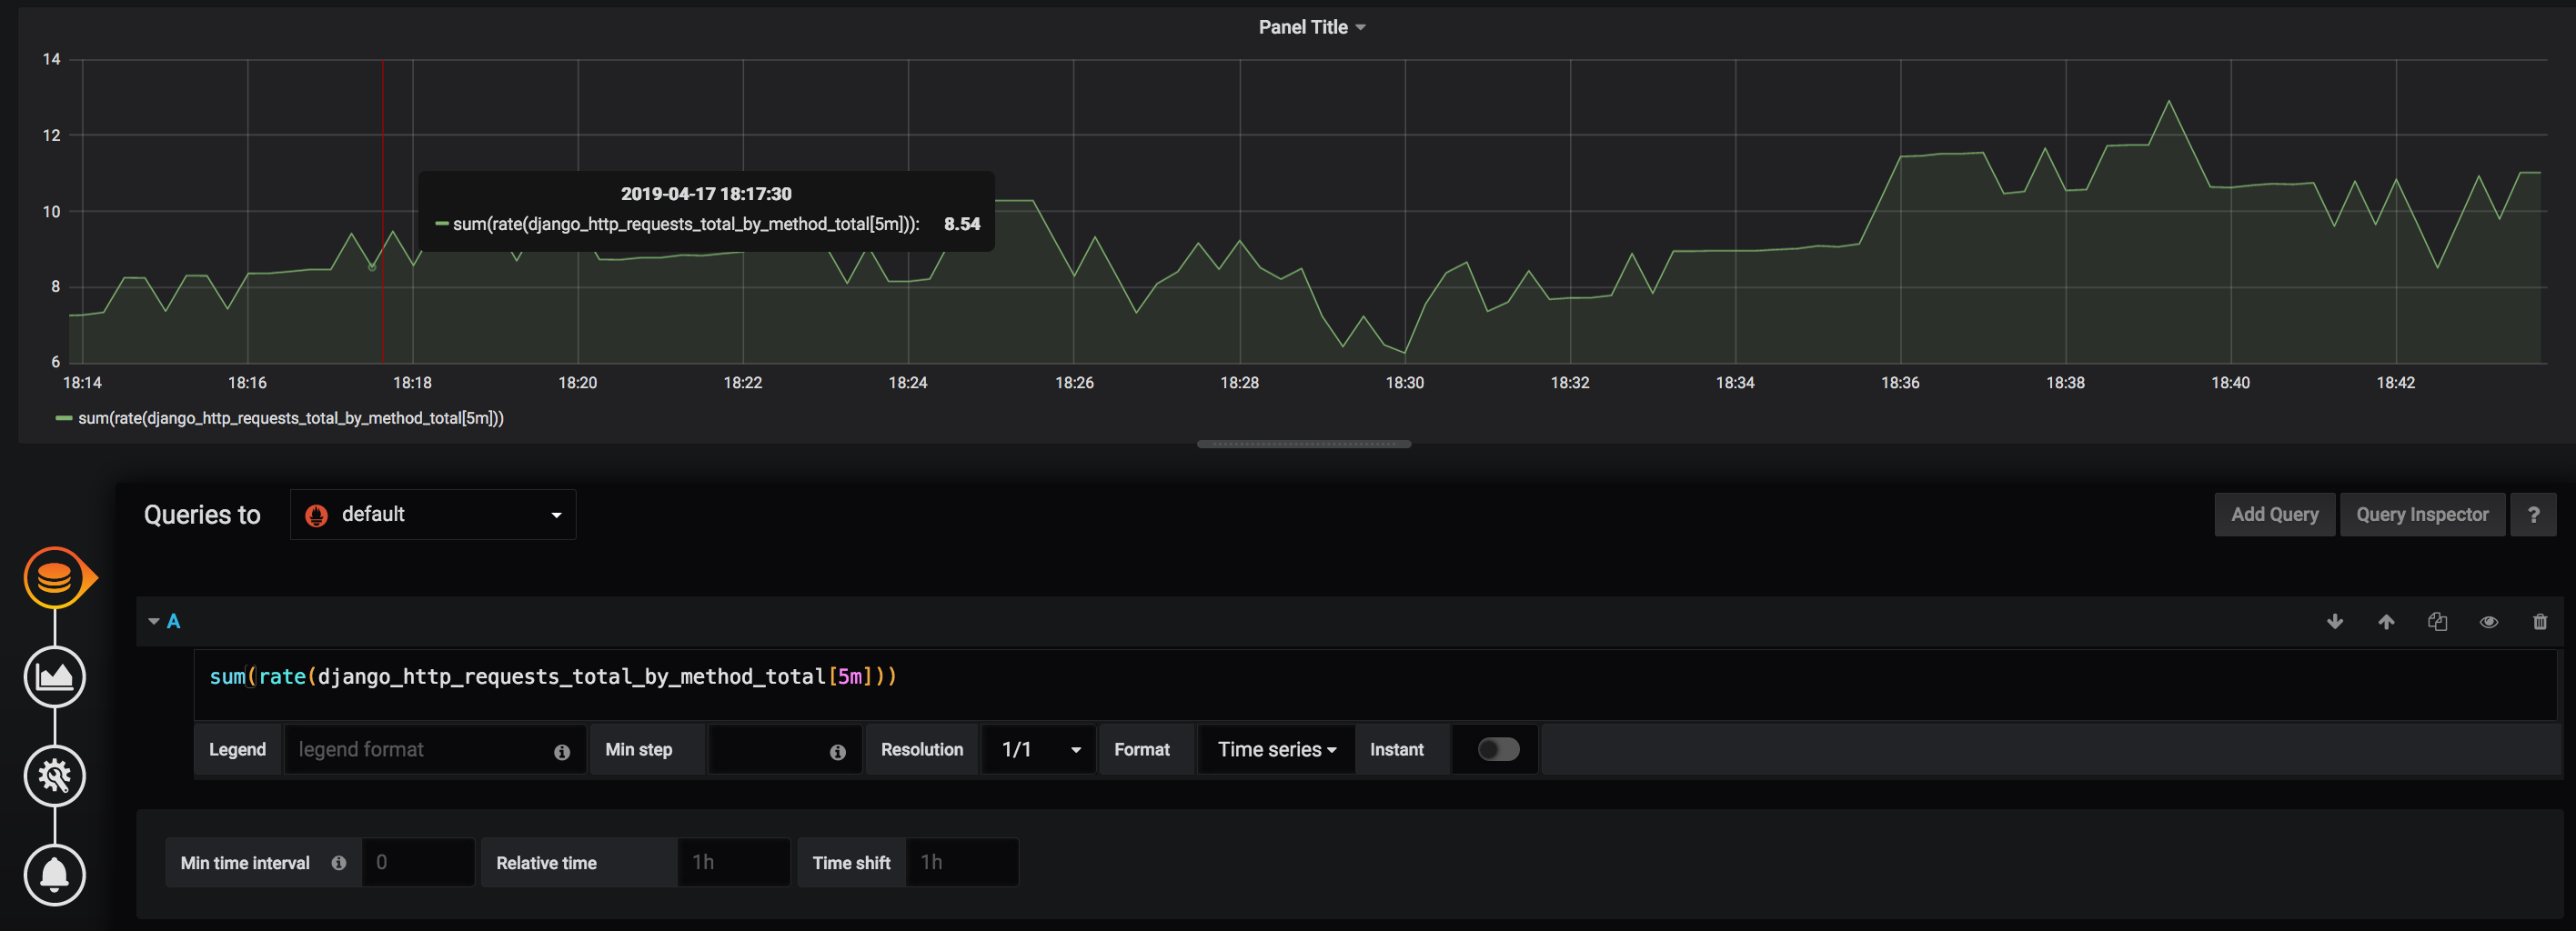 Panel Title
14
12
10
8
6
2019-04-17 18:17:30
sum(rate(django_http_requests_total_by_method_total[5m])): 8.54
18:14 18:16 18:18 18:20 18:22 18:24 18:26 18:28 18:30 18:32 18:34 18:36 18:38 18:40 18:42
sum(rate(django_http_requests_total_by_method_total[5m]))
Queries to default Add Query Query Inspector ?
A
sum(rate(django_http_requests_total_by_method_total[5m]))
Legend legend format Min step Resolution 1/1 Format Time series Instant
Min time interval 0 Relative time 1h Time shift 1h